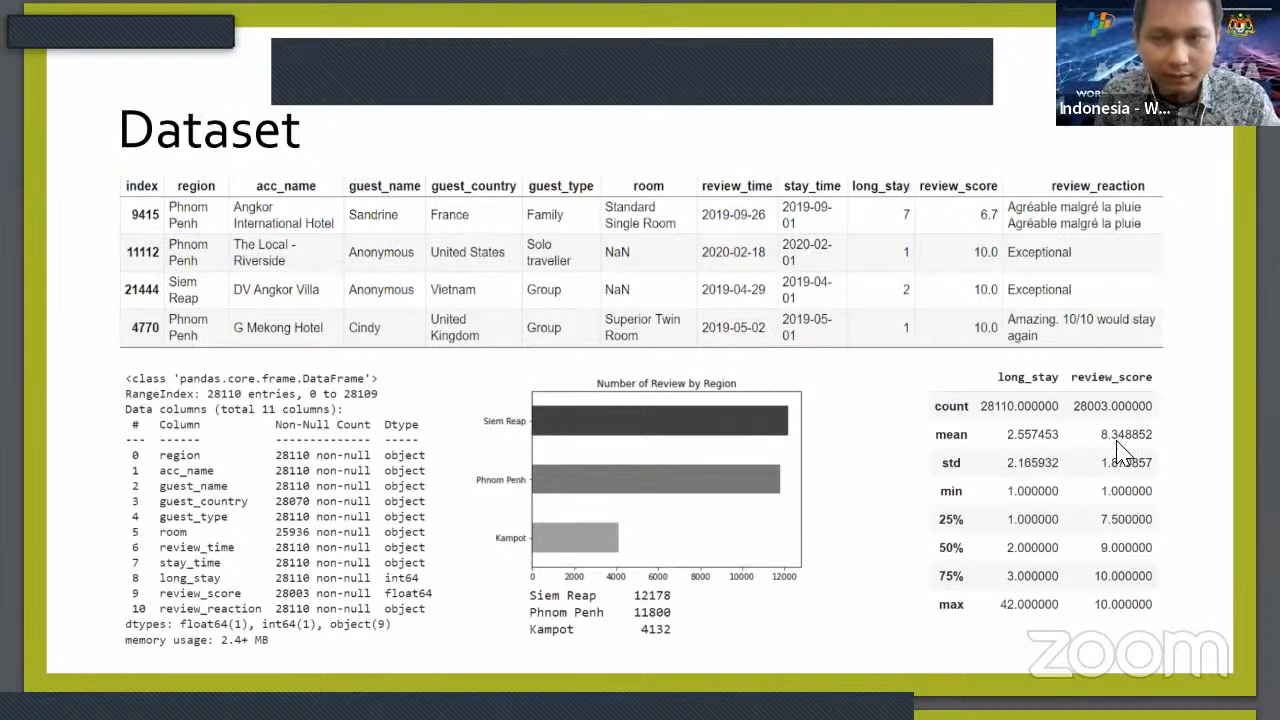 WOR
Indonesia - W...
Dataset
index region acc_name guest_name guest_country guest_type room review_time stay_time long_stay review_score review_reaction
9415 Phnom Penh Angkor International Hotel Sandrine France Family Standard Single Room 2019-09-26 2019-09-01 7 6.7 Agréable malgré la pluie Agréable malgré la pluie
11112 Phnom Penh The Local - Riverside Anonymous United States Solo traveller NaN 2020-02-18 2020-02-01 1 10.0 Exceptional
21444 Siem Reap DV Angkor Villa Anonymous Vietnam Group NaN 2019-04-29 2019-04-01 2 10.0 Exceptional
4770 Phnom Penh G Mekong Hotel Cindy United Kingdom Group Superior Twin Room 2019-05-02 2019-05-01 1 10.0 Amazing. 10/10 would stay again
<class 'pandas.core.frame.DataFrame'>
RangeIndex: 28110 entries, 0 to 28109
Data columns (total 11 columns):
# Column Non-Null Count Dtype
--- ------ -------------- -----
0 region 28110 non-null object
1 acc_name 28110 non-null object
2 guest_name 28110 non-null object
3 guest_country 28070 non-null object
4 guest_type 28110 non-null object
5 room 25936 non-null object
6 review_time 28110 non-null object
7 stay_time 28110 non-null object
8 long_stay 28110 non-null int64
9 review_score 28003 non-null float64
10 review_reaction 28110 non-null object
dtypes: float64(1), int64(1), object(9)
memory usage: 2.4+ MB
Number of Review by Region
Siem Reap
Phnom Penh
Kampot
0 2000 4000 6000 8000 10000 12000
Siem Reap 12178
Phnom Penh 11800
Kampot 4132
long_stay review_score
count 28110.000000 28003.000000
mean 2.557453 8.348852
std 2.165932
min 1.000000 1.000000
25% 1.000000 7.500000
50% 2.000000 9.000000
75% 3.000000 10.000000
max 42.000000 10.000000
zoom